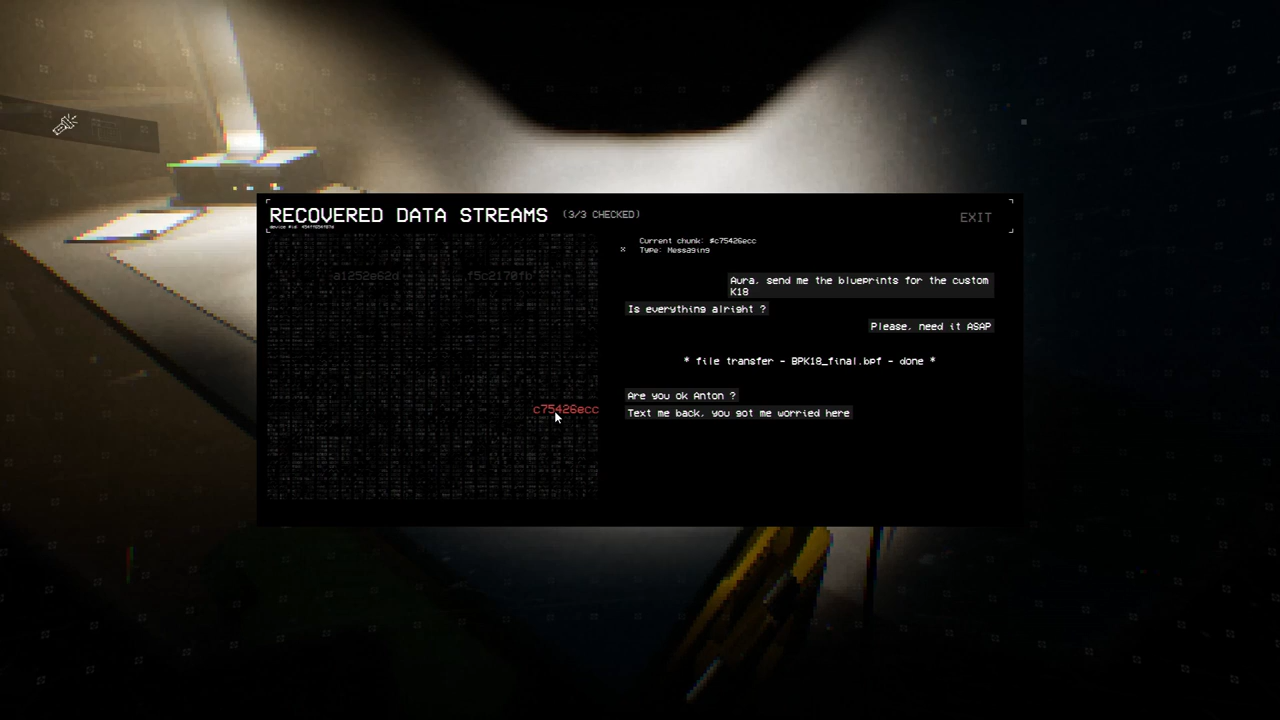 RECOVERED DATA STREAMS (3/3 CHECKED)
EXIT
Current chunk: #c75426ecc
Type: Messaging
a1252e62d
f5c2170fb
c75426ecc
Aura, send me the blueprints for the custom
K18
Is everything alright ?
Please, need it ASAP
* file transfer - BPK18_final.bpf - done *
Are you ok Anton ?
Text me back, you got me worried here